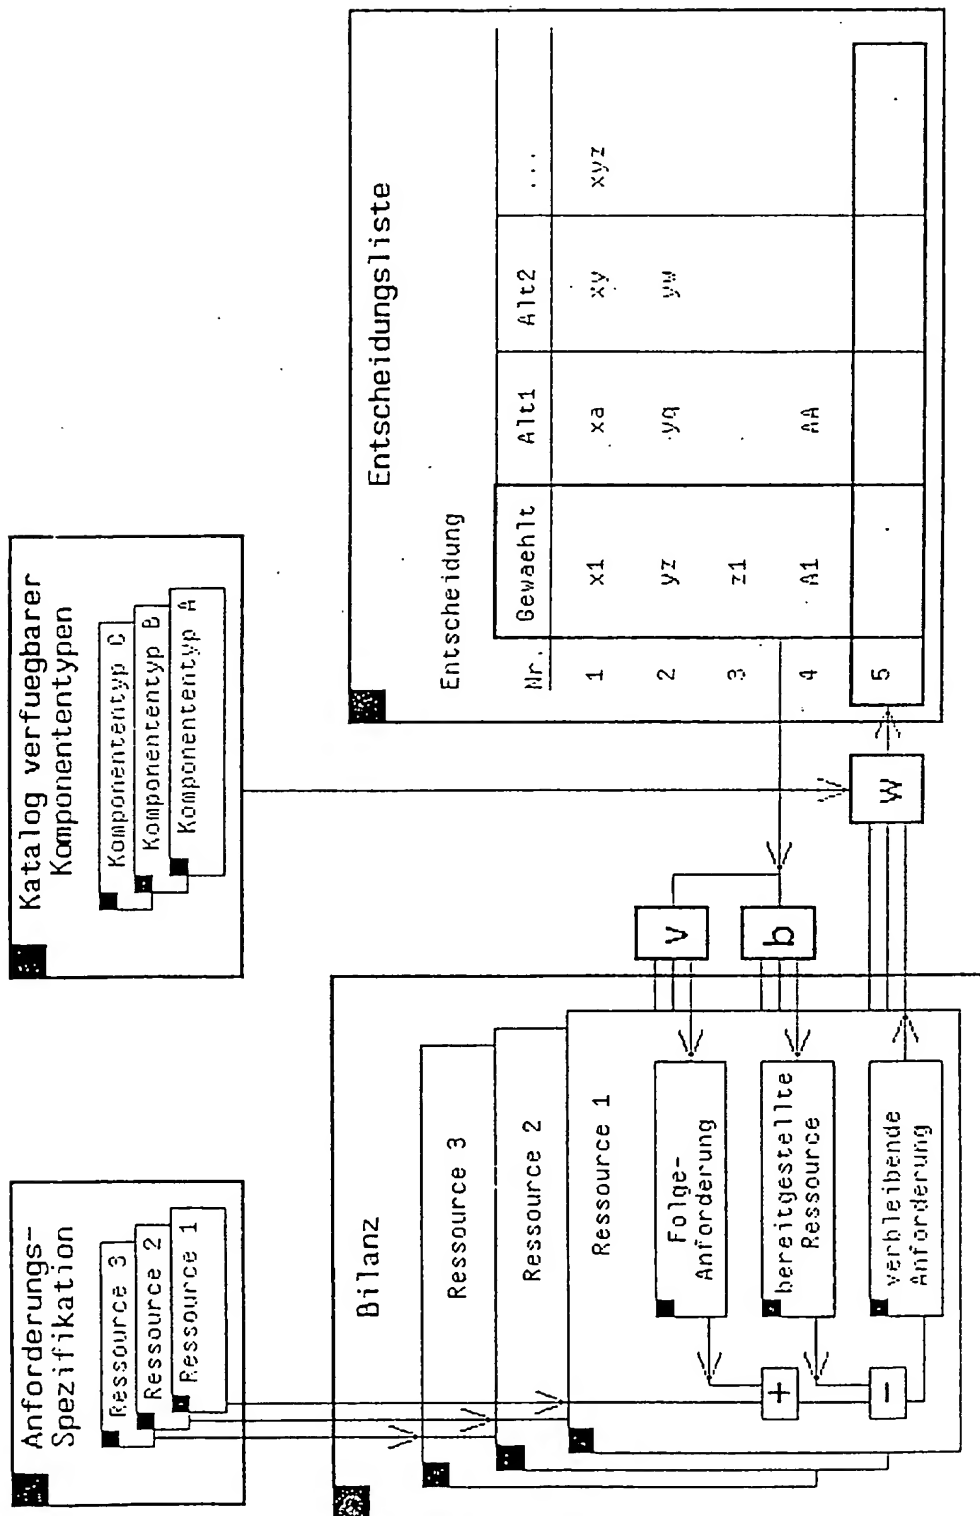 Anforderungs-
Spezifikation
Ressource 3
Ressource 2
Ressource 1
Katalog verfuegbarer
Komponententypen
Komponententyp C
Komponententyp B
Komponententyp A
Bilanz
Ressource 3
Ressource 2
Ressource 1
Folge-
Anforderung
bereitgestellte
Ressource
verbleibende
Anforderung
+
-
v
b
w
Entscheidungsliste
Entscheidung
Nr. Gewaehlt Alt1 Alt2 ...
1 x1 xa xy xyz
2 yz yq yw
3 z1
4 A1 AA
5